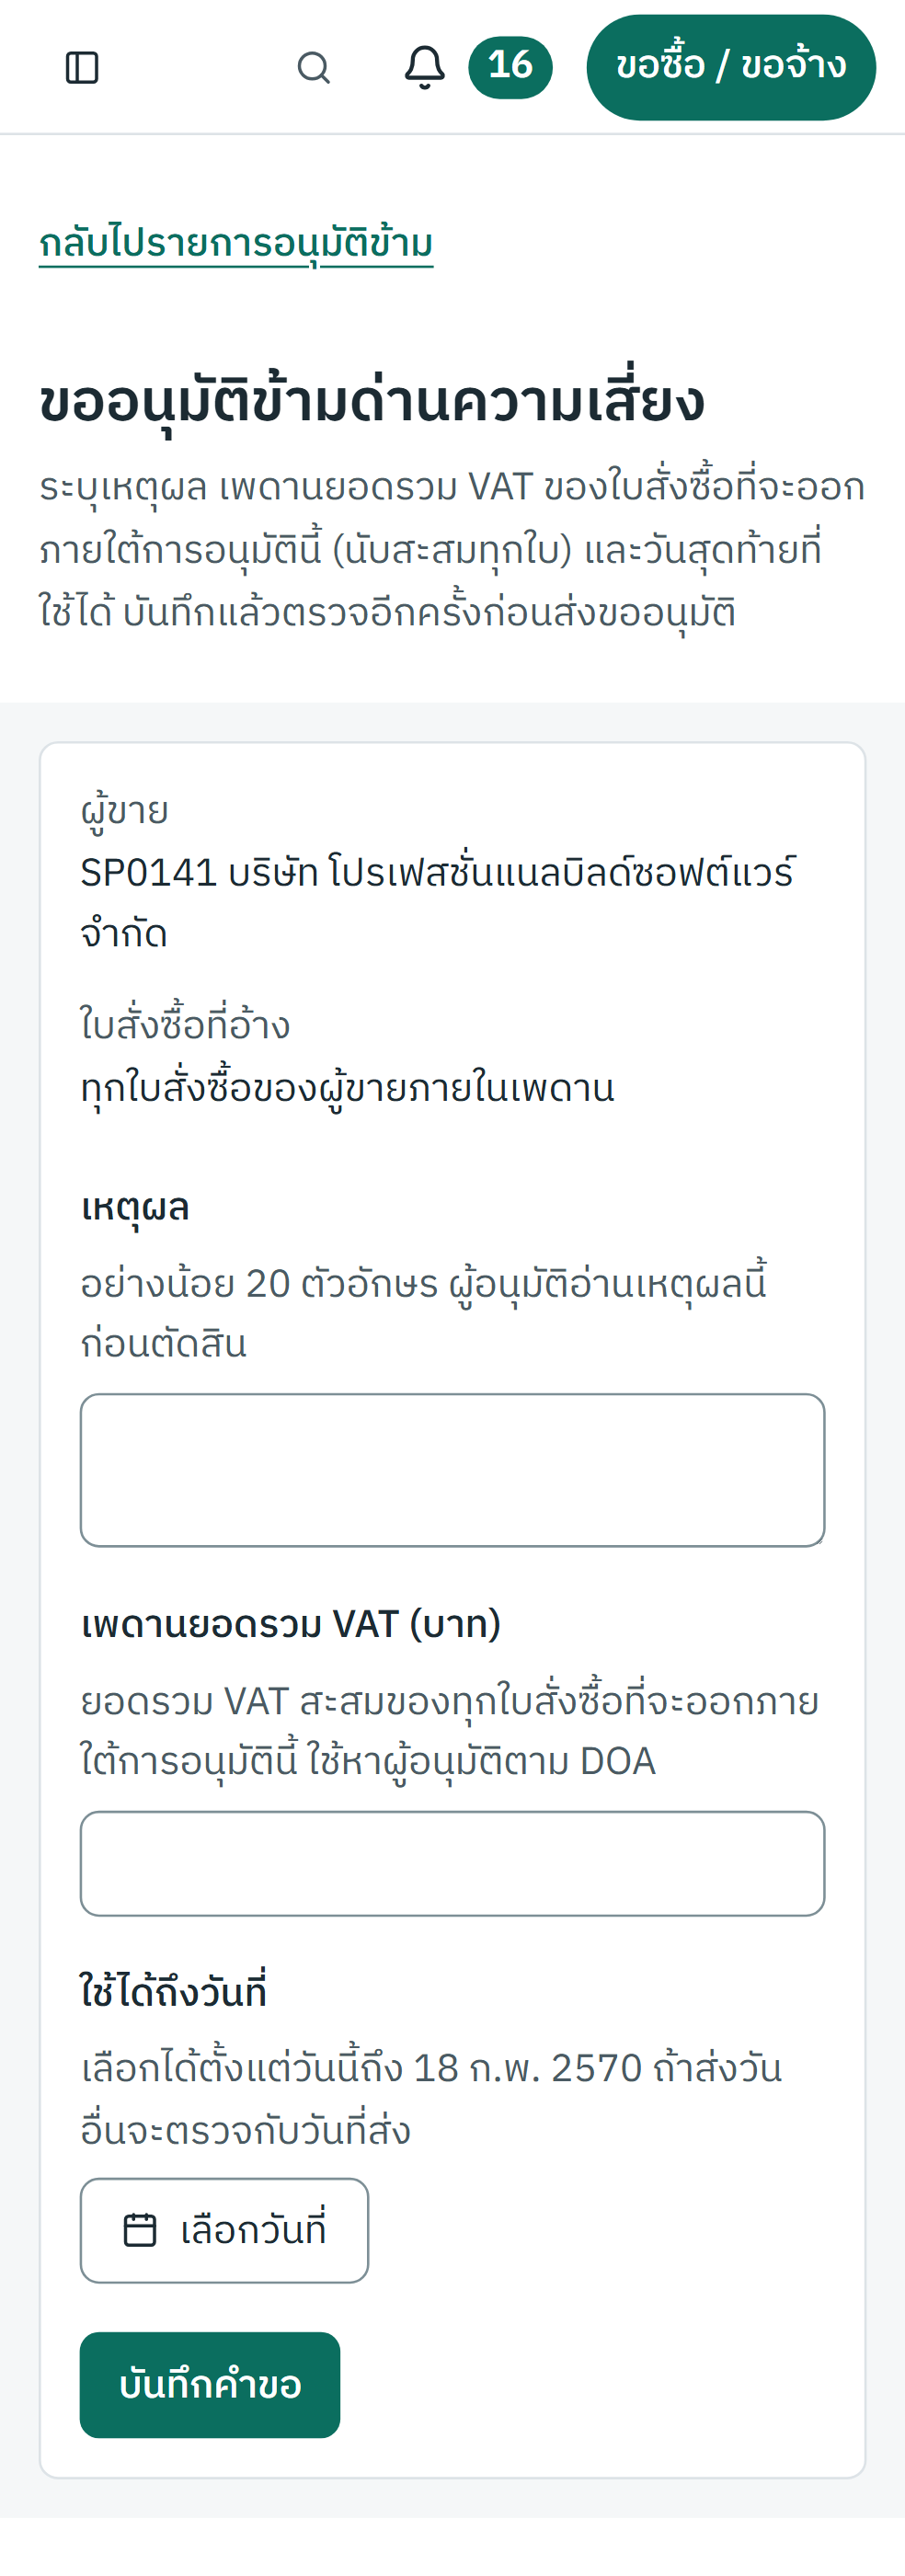 16
ขอซื้อ / ขอจ้าง
กลับไปรายการอนุมัติข้าม
ขออนุมัติข้ามด่านความเสี่ยง
ระบุเหตุผล เพดานยอดรวม VAT ของใบสั่งซื้อที่จะออก
ภายใต้การอนุมัตินี้ (นับสะสมทุกใบ) และวันสุดท้ายที่
ใช้ได้ บันทึกแล้วตรวจอีกครั้งก่อนส่งขออนุมัติ
ผู้ขาย
SP0141 บริษัท โปรเฟสชั่นแนลบิลด์ซอฟต์แวร์
จำกัด
ใบสั่งซื้อที่อ้าง
ทุกใบสั่งซื้อของผู้ขายภายในเพดาน
เหตุผล
อย่างน้อย 20 ตัวอักษร ผู้อนุมัติอ่านเหตุผลนี้
ก่อนตัดสิน
เพดานยอดรวม VAT (บาท)
ยอดรวม VAT สะสมของทุกใบสั่งซื้อที่จะออกภาย
ใต้การอนุมัตินี้ ใช้หาผู้อนุมัติตาม DOA
ใช้ได้ถึงวันที่
เลือกได้ตั้งแต่วันนี้ถึง 18 ก.พ. 2570 ถ้าส่งวัน
อื่นจะตรวจกับวันที่ส่ง
เลือกวันที่
บันทึกคำขอ